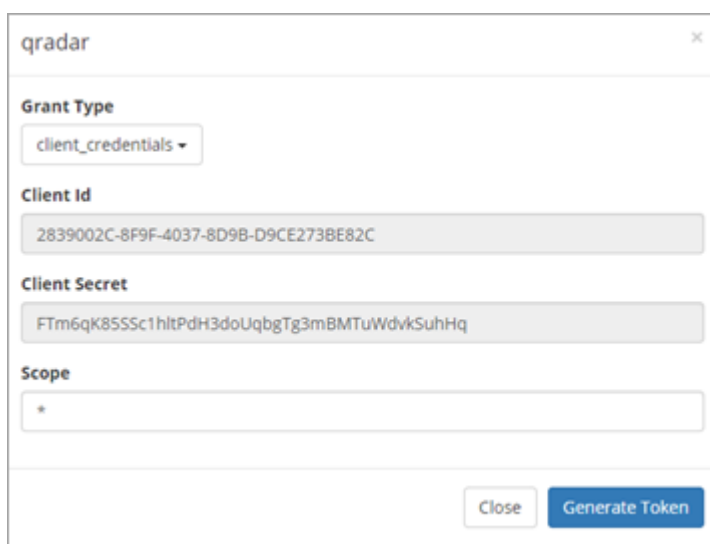 qradar
×
Grant Type
client_credentials
Client Id
2839002C-8F9F-4037-8D9B-D9CE273BE82C
Client Secret
FTm6qK85SSc1hltPdH3doUqbgTg3mBMTuWdvkSuhHq
Scope
*
Close Generate Token